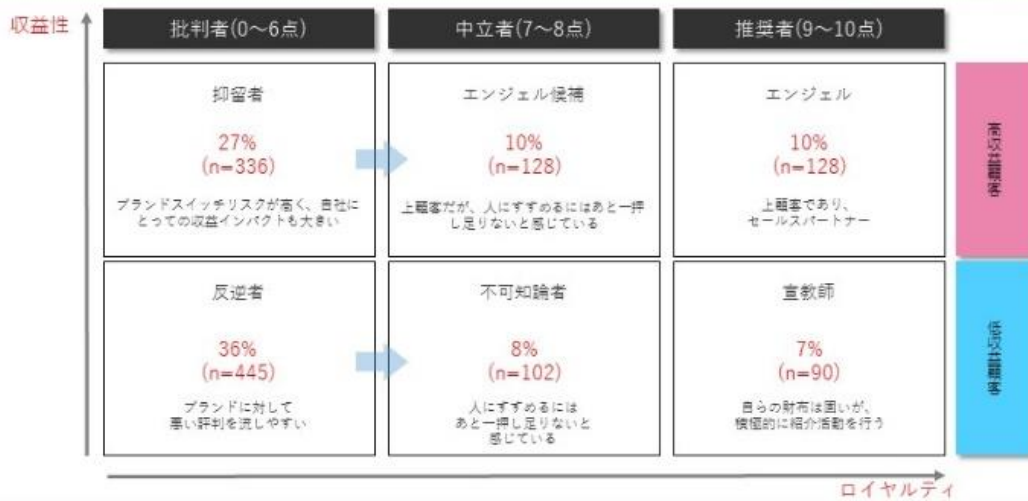 収益性
批判者(0～6点)
中立者(7～8点)
推奨者(9～10点)
抑留者
27%
(n=336)
ブランドスイッチリスクが高く、自社に
とっての収益インパクトも大きい
エンジェル候補
10%
(n=128)
上顧客だが、人にすすめるにはあと一押
し足りないと感じている
エンジェル
10%
(n=128)
上顧客であり、
セールスパートナー
高収益顧客
反逆者
36%
(n=445)
ブランドに対して
悪い評判を流しやすい
不可知論者
8%
(n=102)
人にすすめるには
あと一押し足りないと
感じている
宣教師
7%
(n=90)
自らの財布は固いが、
積極的に紹介活動を行う
低収益顧客
ロイヤルティ